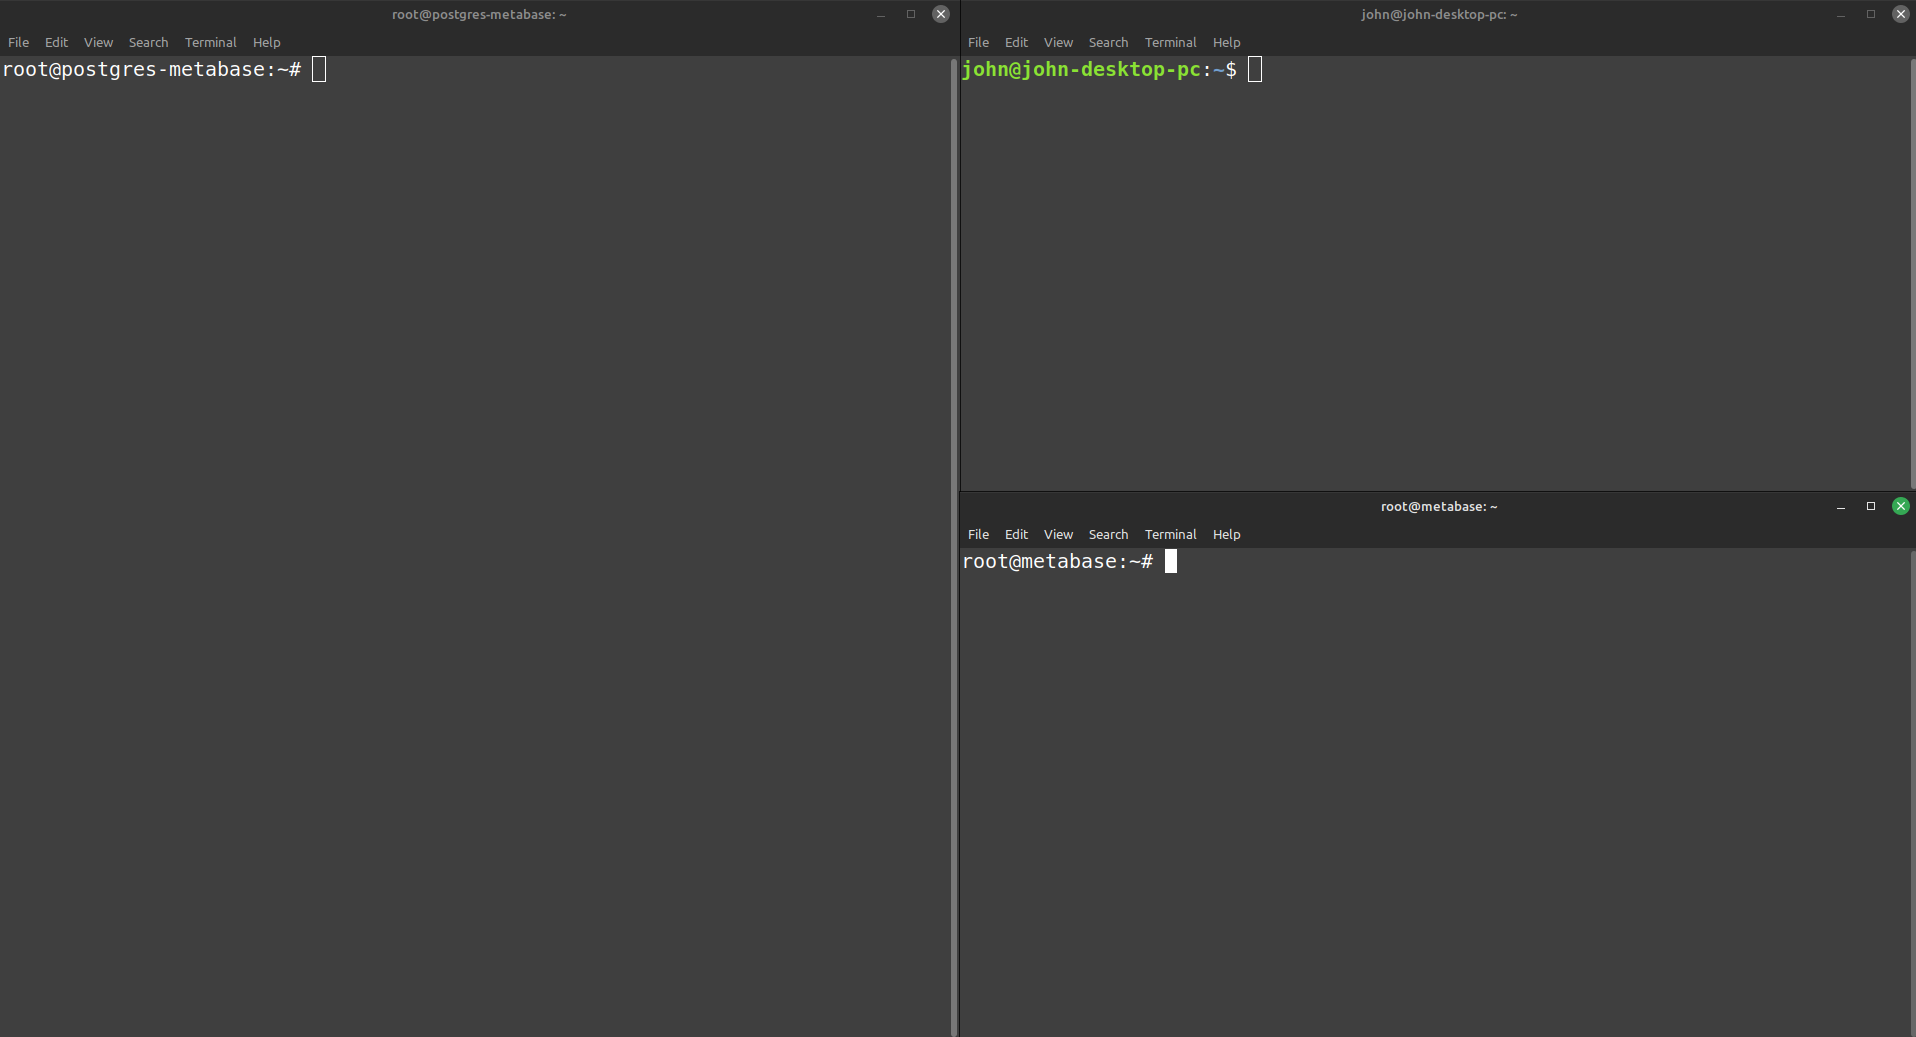 root@postgres-metabase: ~
File Edit View Search Terminal Help
root@postgres-metabase:~#
john@john-desktop-pc: ~
File Edit View Search Terminal Help
john@john-desktop-pc:~$
root@metabase: ~
File Edit View Search Terminal Help
root@metabase:~#